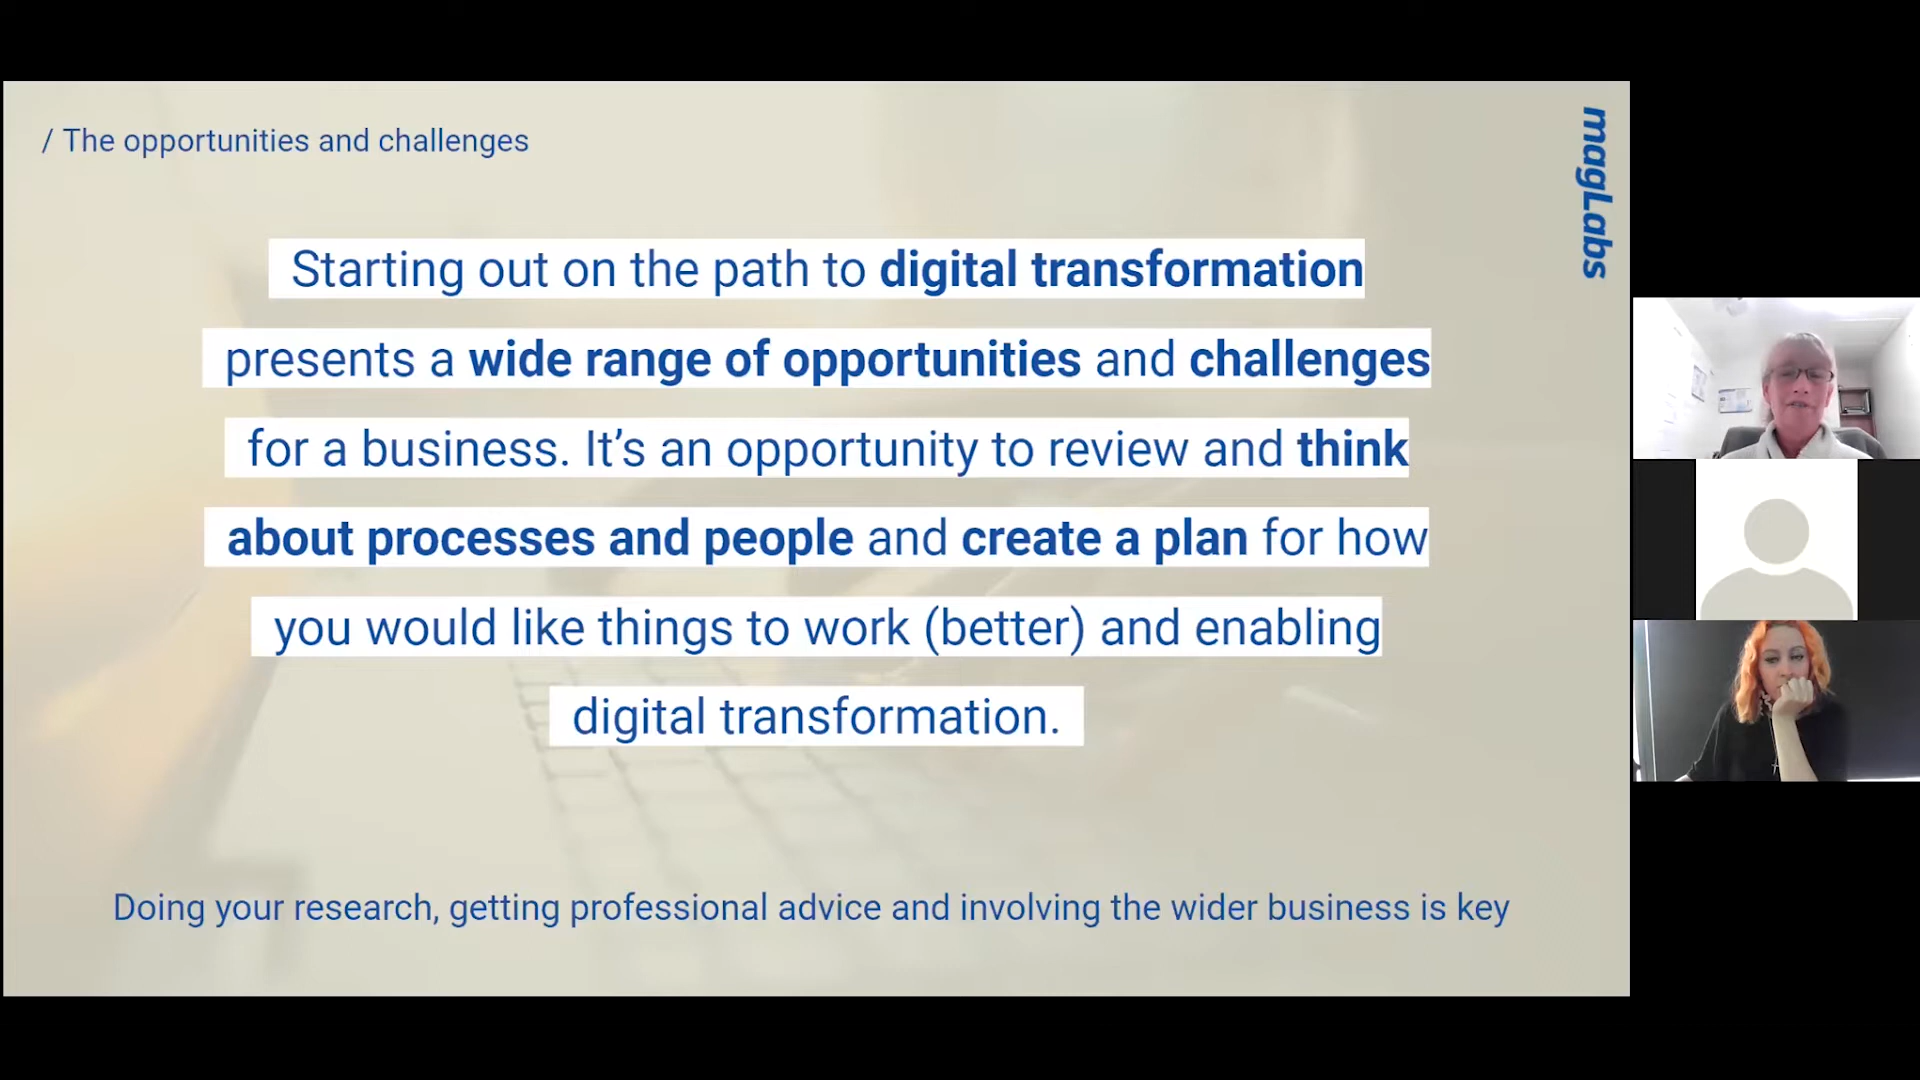 / The opportunities and challenges
magLabs
Starting out on the path to digital transformation
presents a wide range of opportunities and challenges
for a business. It’s an opportunity to review and think
about processes and people and create a plan for how
you would like things to work (better) and enabling
digital transformation.
Doing your research, getting professional advice and involving the wider business is key